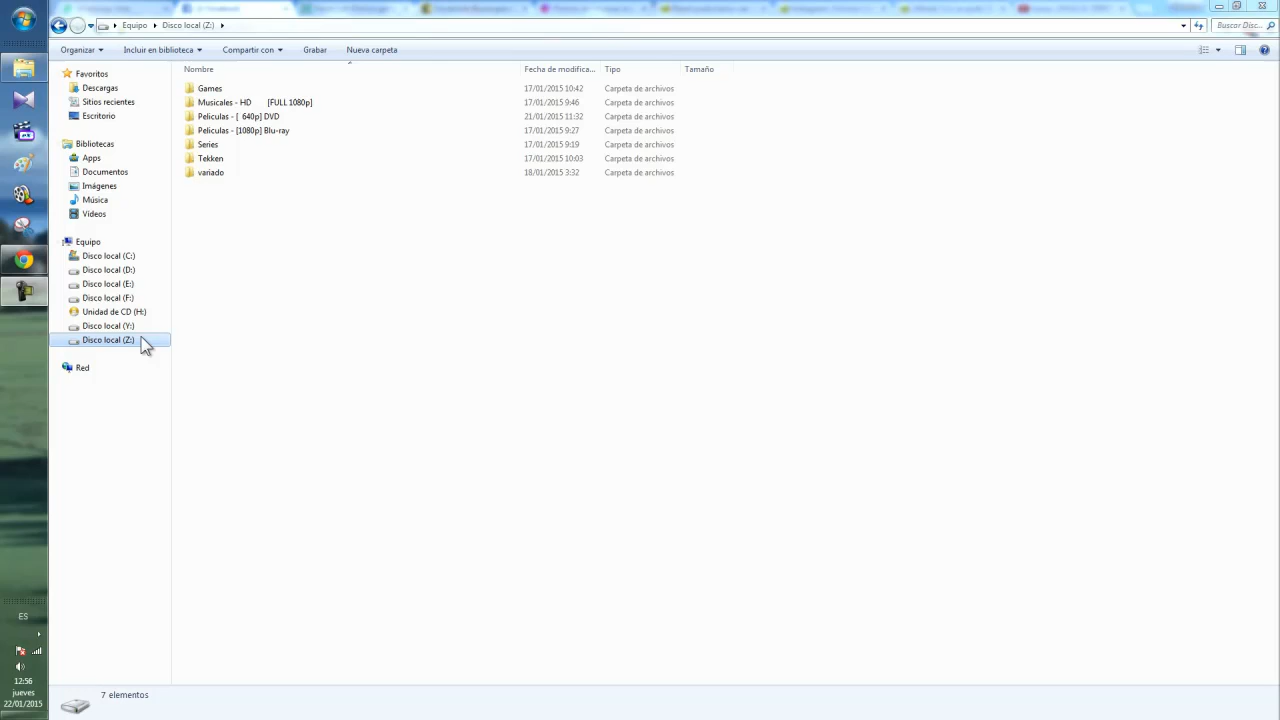 Equipo
Disco local (Z:)
Buscar Disc...
Organizar
Incluir en biblioteca
Compartir con
Grabar
Nueva carpeta
Nombre
Fecha de modifica...
Tipo
Tamaño
Favoritos
Descargas
Sitios recientes
Escritorio
Bibliotecas
Apps
Documentos
Imágenes
Música
Vídeos
Equipo
Disco local (C:)
Disco local (D:)
Disco local (E:)
Disco local (F:)
Unidad de CD (H:)
Disco local (Y:)
Disco local (Z:)
Red
Games 17/01/2015 10:42 Carpeta de archivos
Musicales - HD [FULL 1080p] 17/01/2015 9:46 Carpeta de archivos
Peliculas - [ 640p] DVD 21/01/2015 11:32 Carpeta de archivos
Peliculas - [1080p] Blu-ray 17/01/2015 9:27 Carpeta de archivos
Series 17/01/2015 9:19 Carpeta de archivos
Tekken 17/01/2015 10:03 Carpeta de archivos
variado 18/01/2015 3:32 Carpeta de archivos
7 elementos
ES
12:56
jueves
22/01/2015